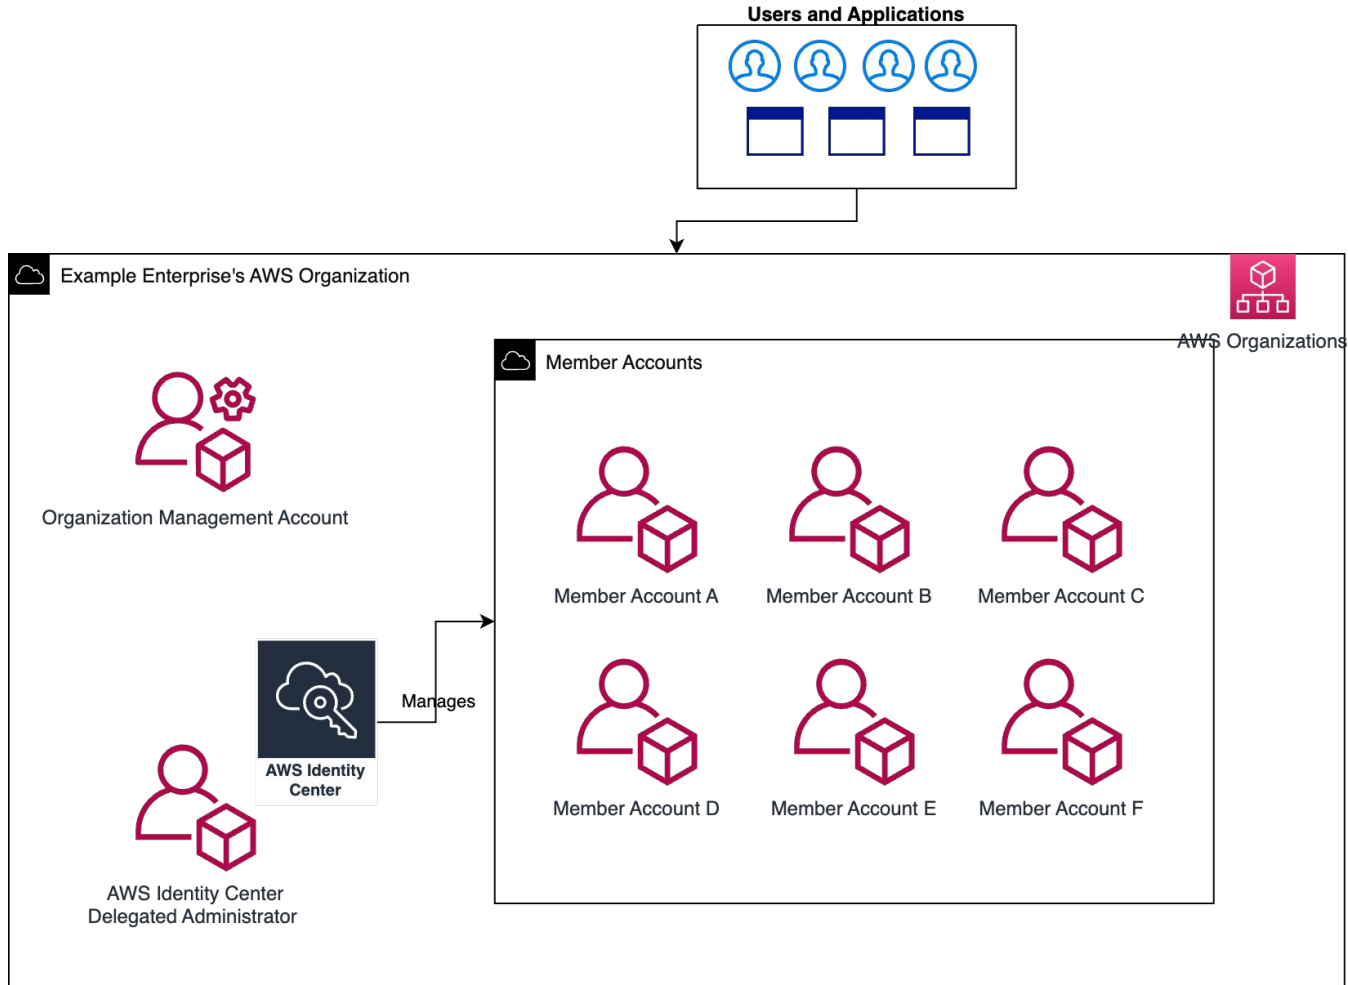 Users and Applications
Example Enterprise's AWS Organization
AWS Organizations
Member Accounts
Organization Management Account
Member Account A
Member Account B
Member Account C
Manages
AWS Identity
Center
Member Account D
Member Account E
Member Account F
AWS Identity Center
Delegated Administrator